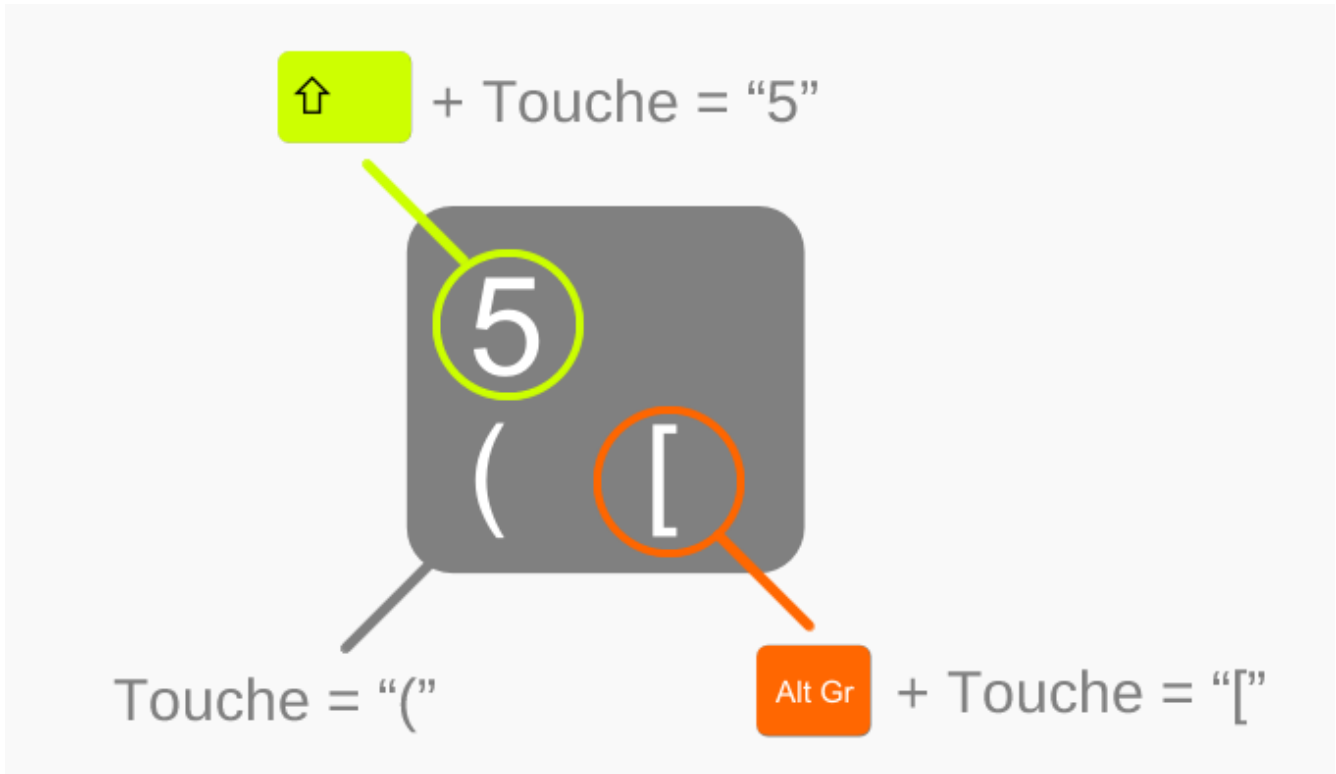 ⇧ + Touche = “5”
5
( [
Touche = “(”
Alt Gr + Touche = “[”